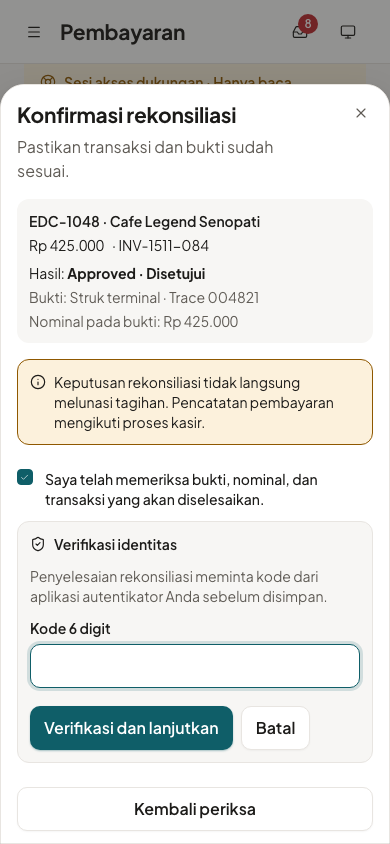 Pembayaran
8
Sesi akses dukungan · Hanya baca
Konfirmasi rekonsiliasi
Pastikan transaksi dan bukti sudah
sesuai.
EDC-1048 · Cafe Legend Senopati
Rp 425.000 · INV-1511-084
Hasil: Approved · Disetujui
Bukti: Struk terminal · Trace 004821
Nominal pada bukti: Rp 425.000
Keputusan rekonsiliasi tidak langsung
melunasi tagihan. Pencatatan pembayaran
mengikuti proses kasir.
Saya telah memeriksa bukti, nominal, dan
transaksi yang akan diselesaikan.
Verifikasi identitas
Penyelesaian rekonsiliasi meminta kode dari
aplikasi autentikator Anda sebelum disimpan.
Kode 6 digit
Verifikasi dan lanjutkan
Batal
Kembali periksa